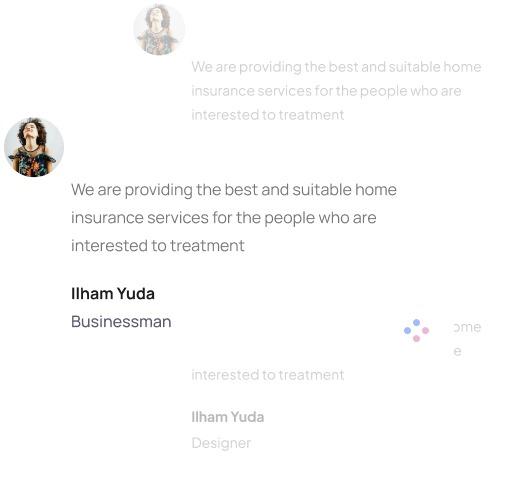 We are providing the best and suitable home
insurance services for the people who are
interested to treatment
We are providing the best and suitable home
insurance services for the people who are
interested to treatment
Ilham Yuda
Businessman
ome
e
interested to treatment
Ilham Yuda
Designer